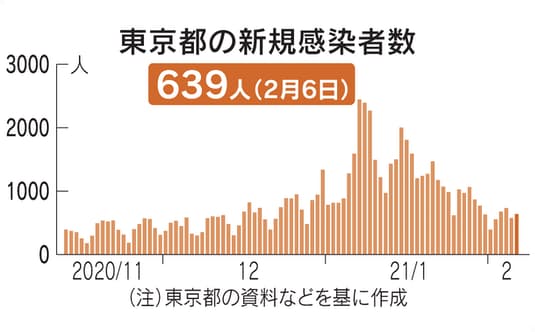 東京都の新規感染者数
3000 人
639人(2月6日)
2000
1000
0
2020/11 12 21/1 2
(注)東京都の資料などを基に作成